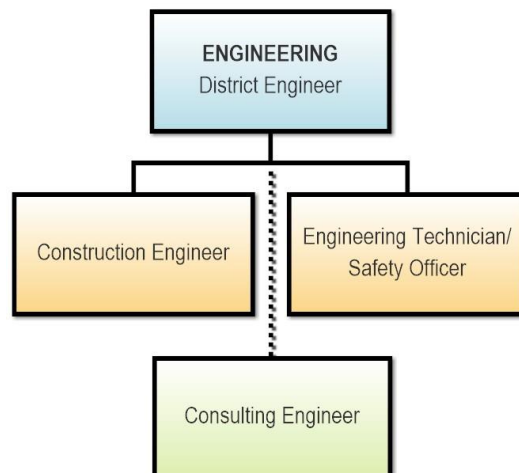 ENGINEERING
District Engineer
Construction Engineer
Engineering Technician/
Safety Officer
Consulting Engineer